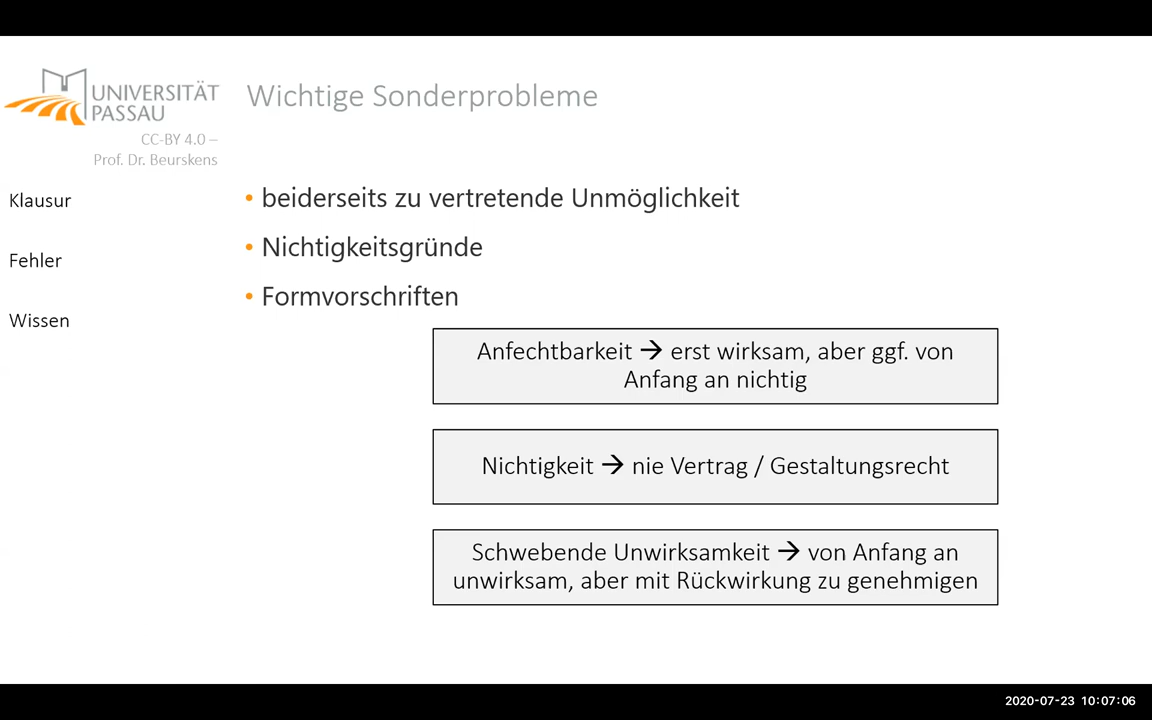 UNIVERSITÄT
PASSAU
CC-BY 4.0 –
Prof. Dr. Beurskens
Wichtige Sonderprobleme
Klausur
Fehler
Wissen
• beiderseits zu vertretende Unmöglichkeit
• Nichtigkeitsgründe
• Formvorschriften
Anfechtbarkeit → erst wirksam, aber ggf. von
Anfang an nichtig
Nichtigkeit → nie Vertrag / Gestaltungsrecht
Schwebende Unwirksamkeit → von Anfang an
unwirksam, aber mit Rückwirkung zu genehmigen
2020-07-23 10:07:06